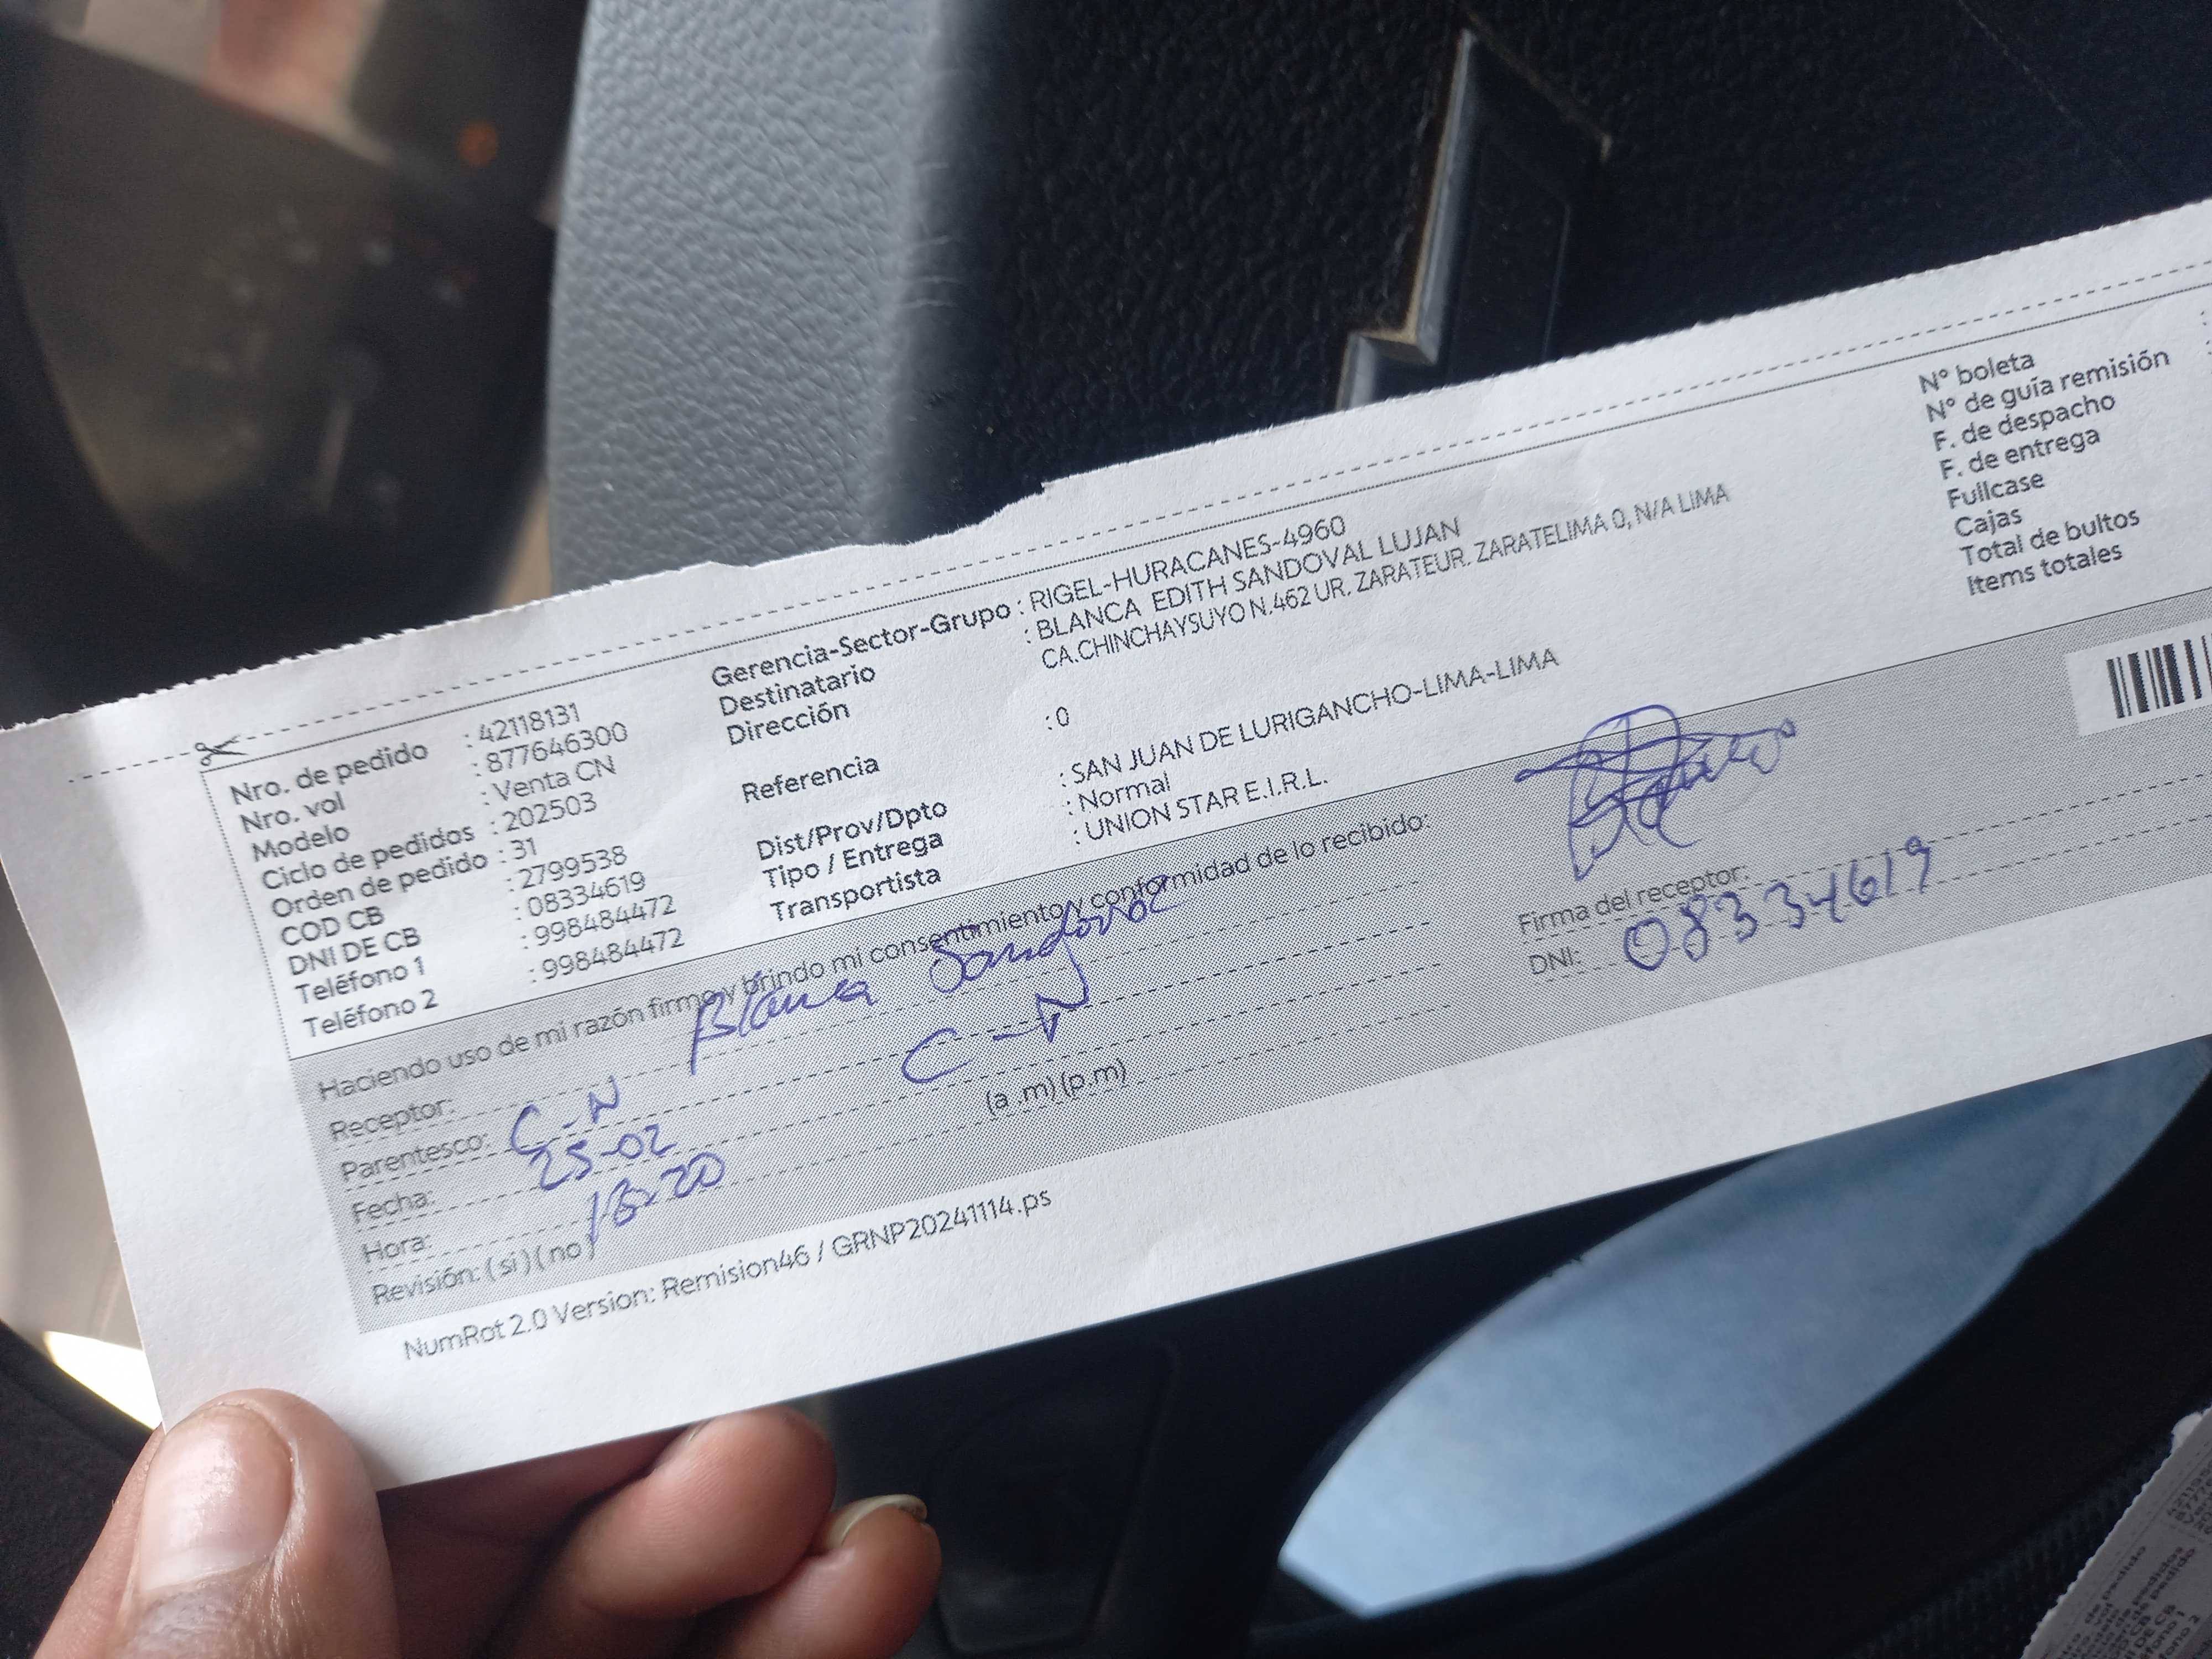 Nro. de pedido : 42118131
Nro. vol : 877646300
Modelo : Venta CN
Ciclo de pedidos : 202503
Orden de pedido : 31
COD CB : 2799538
DNI DE CB : 08334619
Teléfono 1 : 998484472
Teléfono 2 : 998484472
Gerencia-Sector-Grupo : RIGEL-HURACANES-4960
Destinatario : BLANCA EDITH SANDOVAL LUJAN
Dirección CA.CHINCHAYSUYO N.462 UR. ZARATEUR. ZARATELIMA 0, N/A LIMA
Referencia : 0
Dist/Prov/Dpto : SAN JUAN DE LURIGANCHO-LIMA-LIMA
Tipo / Entrega : Normal
Transportista : UNION STAR E.I.R.L.
N° boleta
N° de guía remisión
F. de despacho
F. de entrega
Fullcase
Cajas
Total de bultos
Items totales
Haciendo uso de mi razón firmo y brindo mi consentimiento y conformidad de lo recibido:
Receptor: Blanca Sandoval
Parentesco: C-N C-N
Fecha: 25-02
Hora: (a .m) (p.m)
Revisión: ( si ) ( no )
Firma del receptor:
DNI: 08334619
NumRot 2.0 Version: Remision46 / GRNP20241114.ps